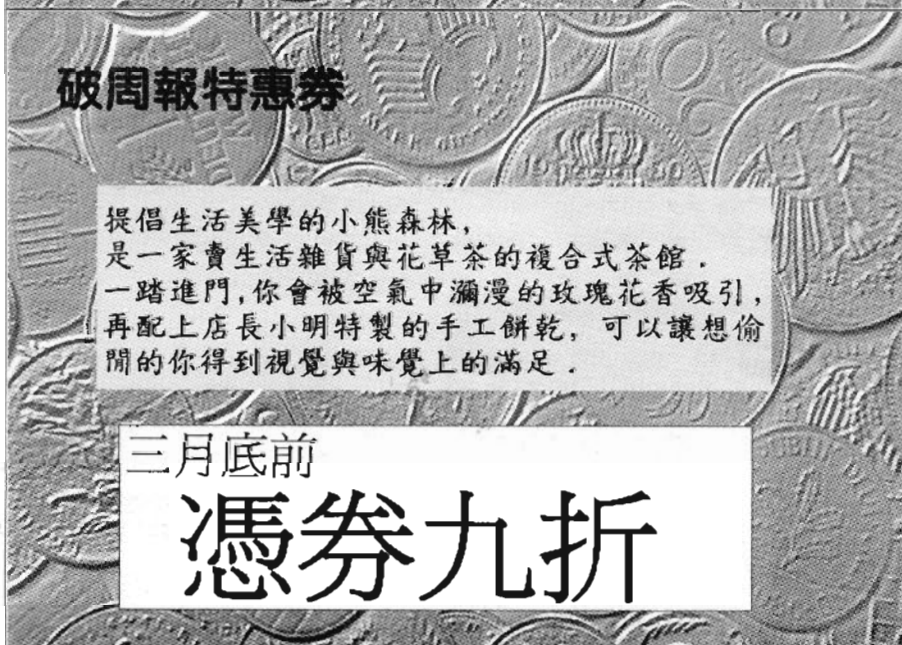 破周報特惠券
提倡生活美學的小熊森林,
是一家賣生活雜貨與花草茶的複合式茶館.
一踏進門,你會被空氣中瀰漫的玫瑰花香吸引,
再配上店長小明特製的手工餅乾, 可以讓想偷
閒的你得到視覺與味覺上的滿足.
三月底前
憑券九折